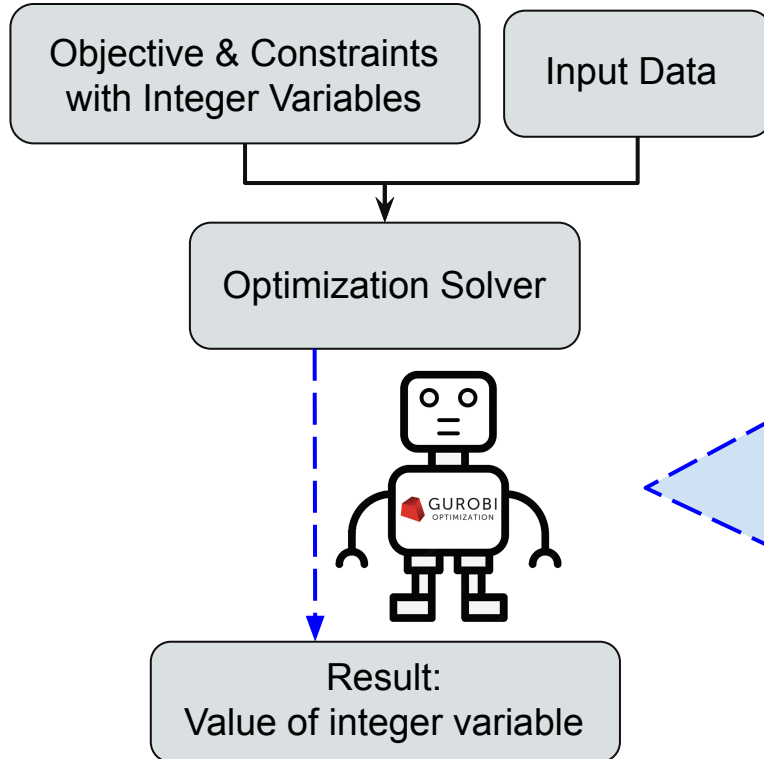 Objective & Constraints
with Integer Variables
Input Data
Optimization Solver
GUROBI
OPTIMIZATION
Result:
Value of integer variable